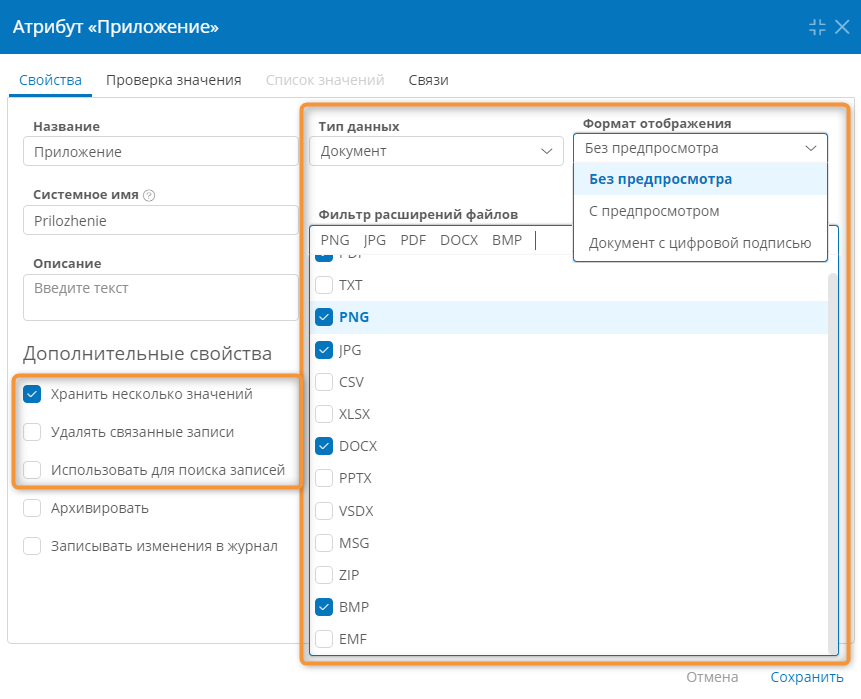 Атрибут «Приложение»
Свойства Проверка значения Список значений Связи
Название
Приложение
Системное имя ?
Prilozhenie
Описание
Введите текст
Дополнительные свойства
Хранить несколько значений
Удалять связанные записи
Использовать для поиска записей
Архивировать
Записывать изменения в журнал
Тип данных
Документ
Формат отображения
Без предпросмотра
Без предпросмотра
С предпросмотром
Документ с цифровой подписью
Фильтр расширений файлов
PNG JPG PDF DOCX BMP
PDF
TXT
PNG
JPG
CSV
XLSX
DOCX
PPTX
VSDX
MSG
ZIP
BMP
EMF
Отмена Сохранить